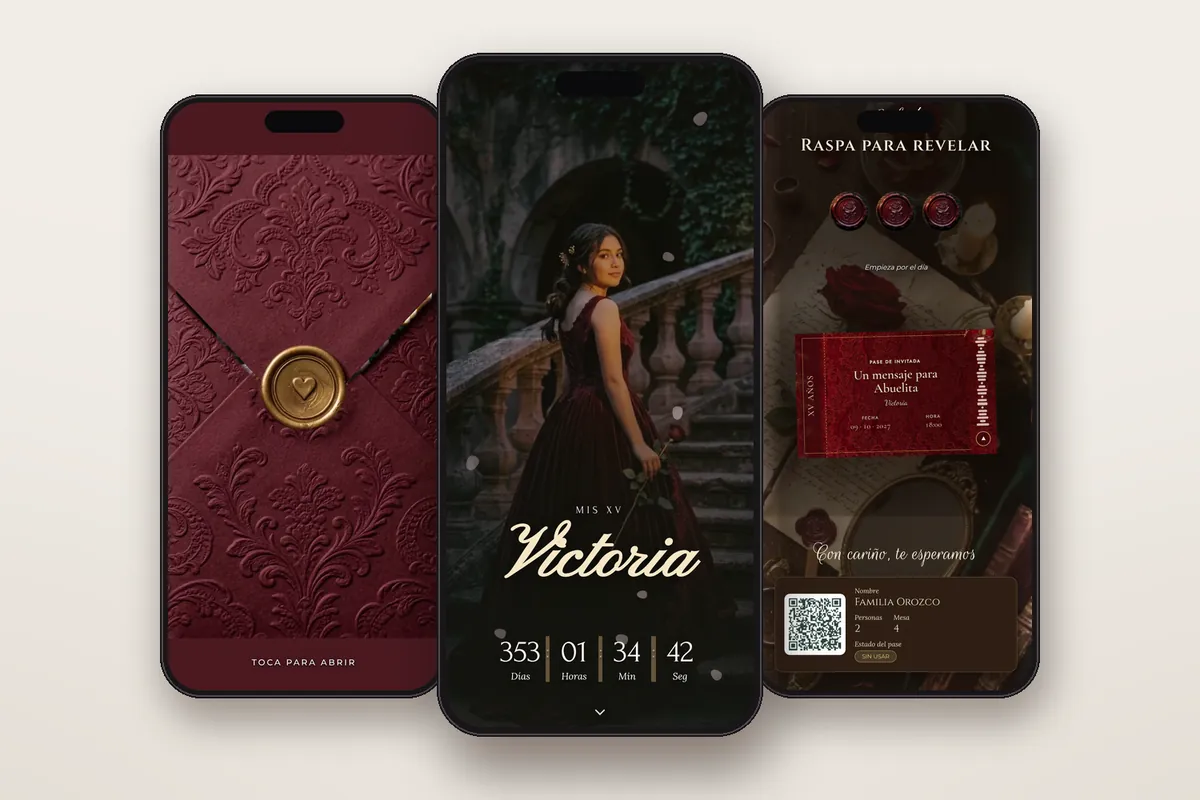 TOCA PARA ABRIR
MIS XV
Victoria
353 01 34 42
Días Horas Min Seg
RASPA PARA REVELAR
Empieza por el día
XV AÑOS
PASE DE INVITADA
Un mensaje para
Abuelita
Victoria
FECHA HORA
09 · 10 · 2027 18:00
Con cariño, te esperamos
Nombre
FAMILIA OROZCO
Personas Mesa
2 4
Estado del pase
SIN USAR